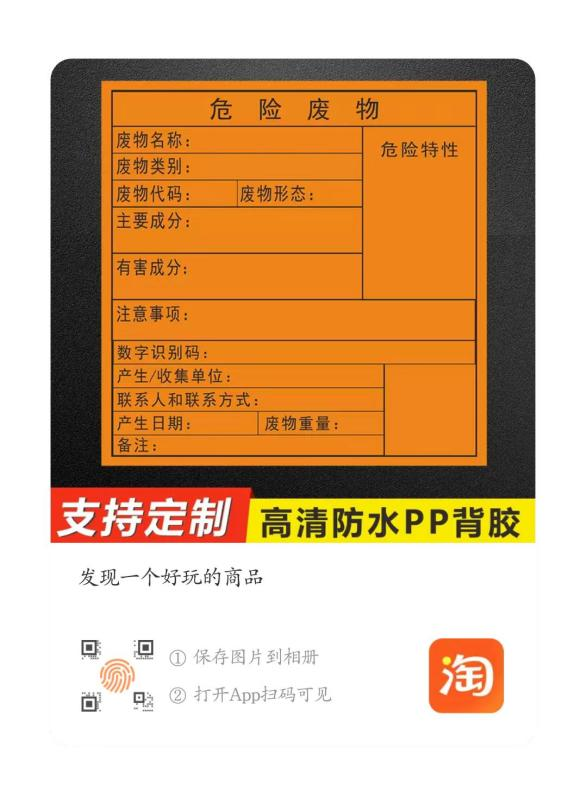 危险废物
废物名称：
危险特性
废物类别：
废物代码：
废物形态：
主要成分：
有害成分：
注意事项：
数字识别码：
产生/收集单位：
联系人和联系方式：
产生日期：
废物重量：
备注：
支持定制
高清防水PP背胶
发现一个好玩的商品
① 保存图片到相册
② 打开App扫码可见
淘